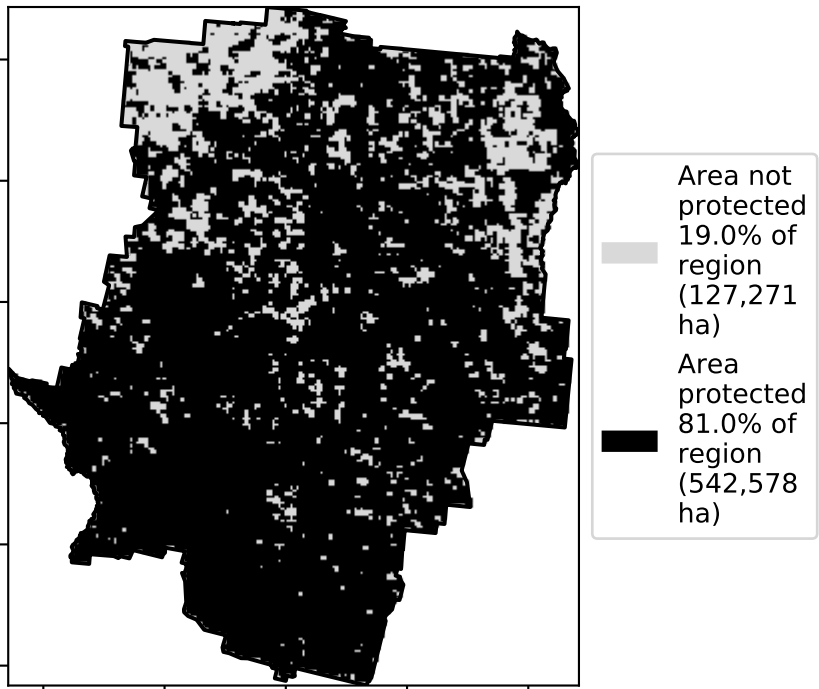 Area not
protected
19.0% of
region
(127,271
ha)
Area
protected
81.0% of
region
(542,578
ha)